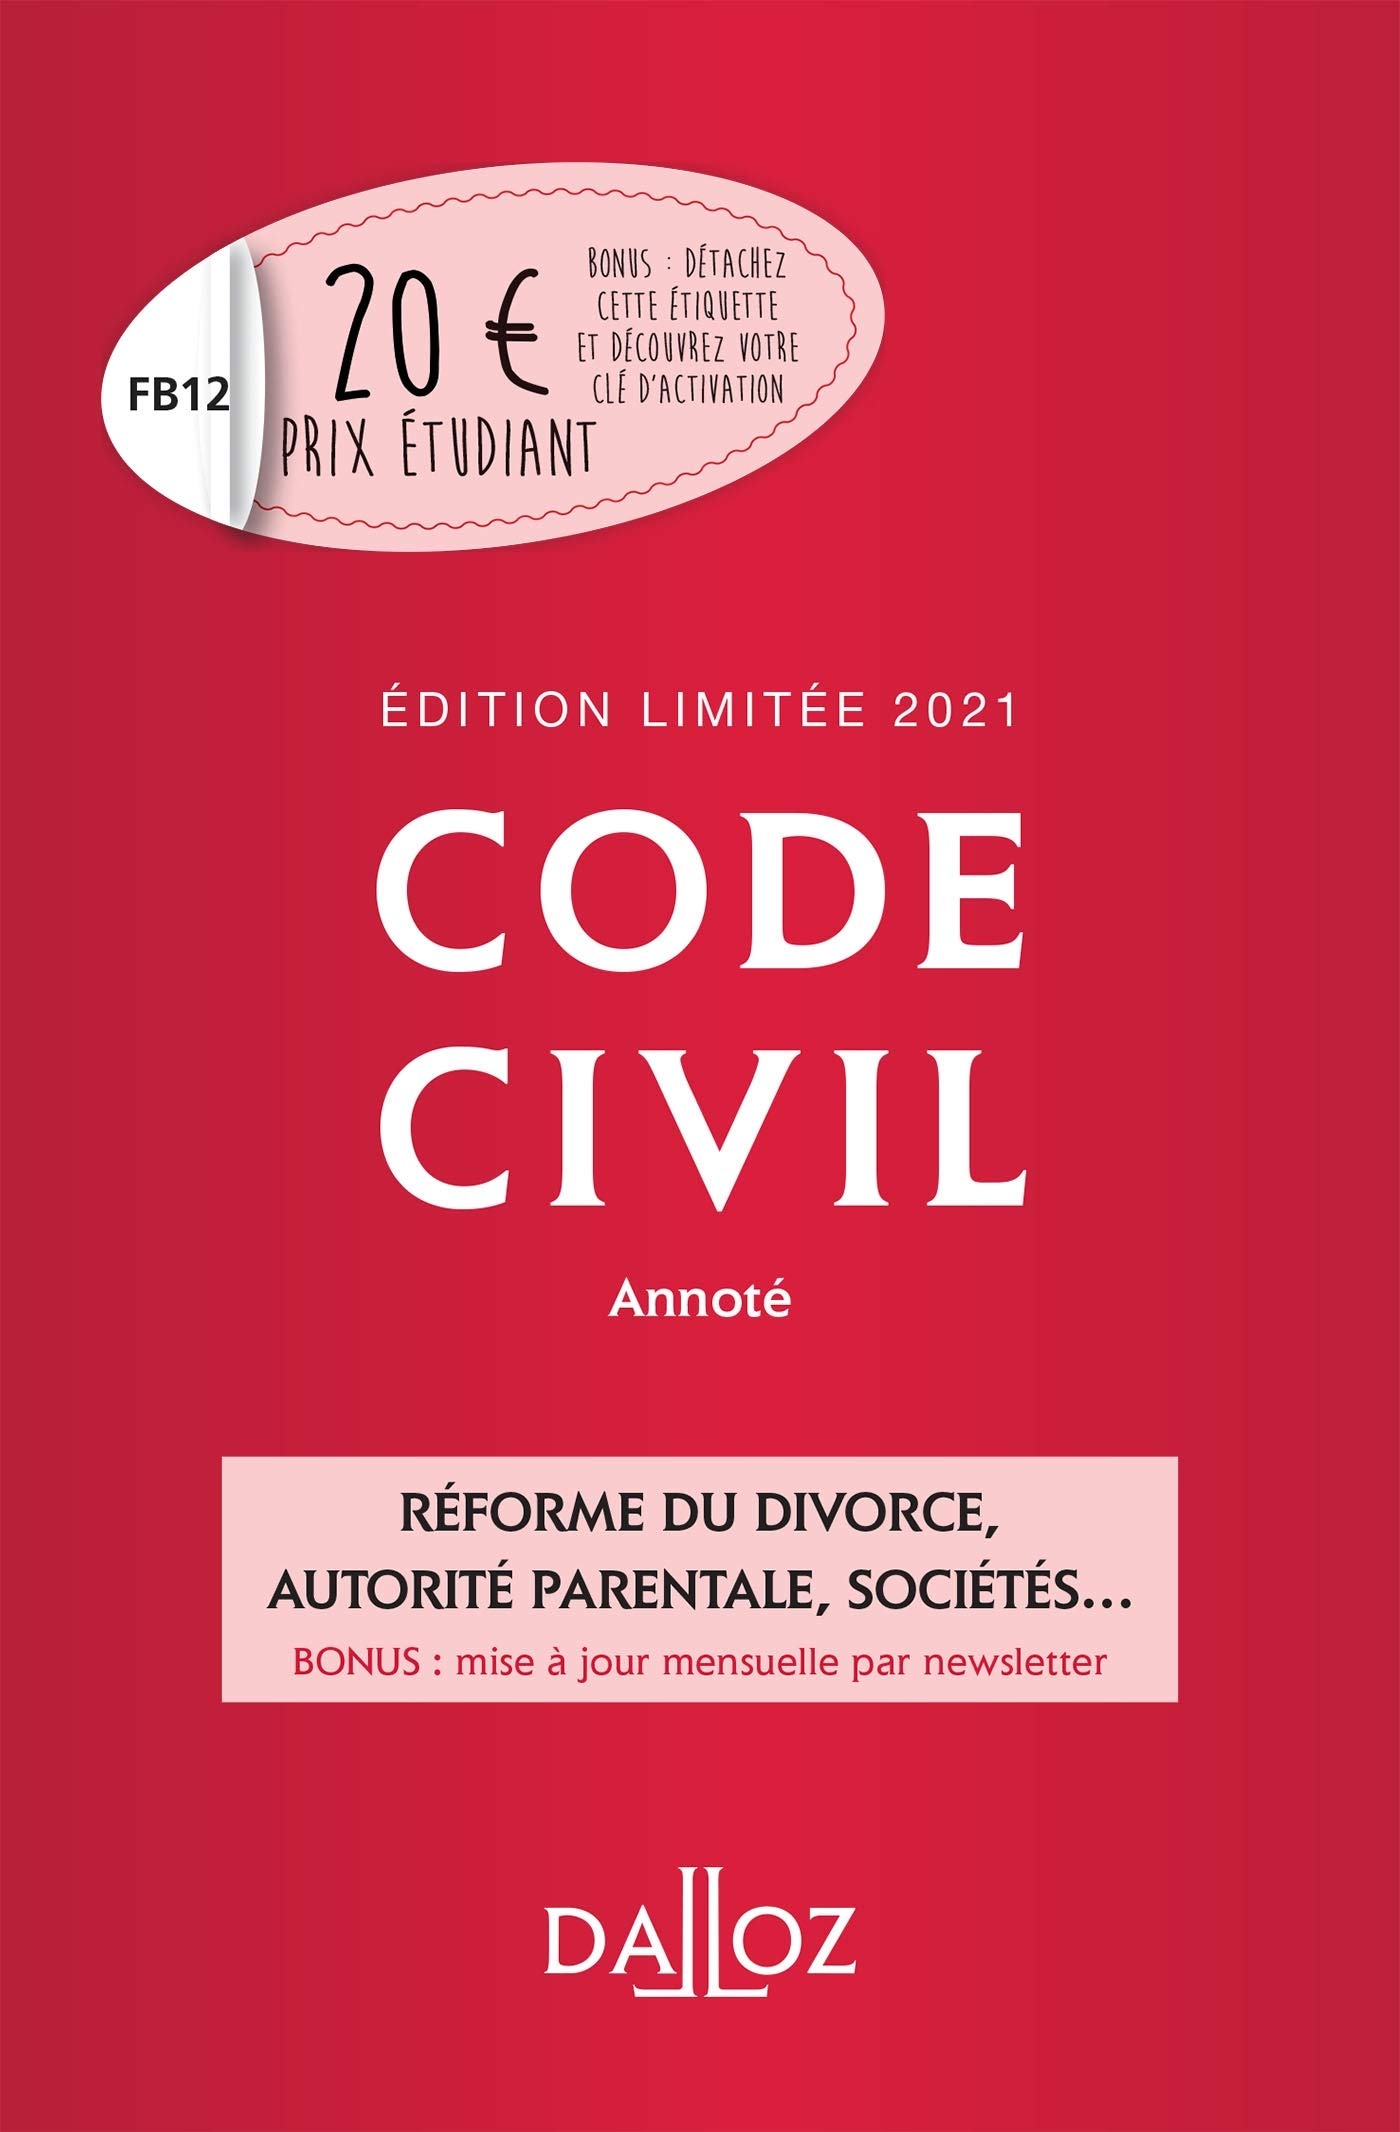 FB12
20 €
PRIX ÉTUDIANT
BONUS : DÉTACHEZ
CETTE ÉTIQUETTE
ET DÉCOUVREZ VOTRE
CLÉ D'ACTIVATION
ÉDITION LIMITÉE 2021
CODE
CIVIL
Annoté
RÉFORME DU DIVORCE,
AUTORITÉ PARENTALE, SOCIÉTÉS...
BONUS : mise à jour mensuelle par newsletter
DALLOZ